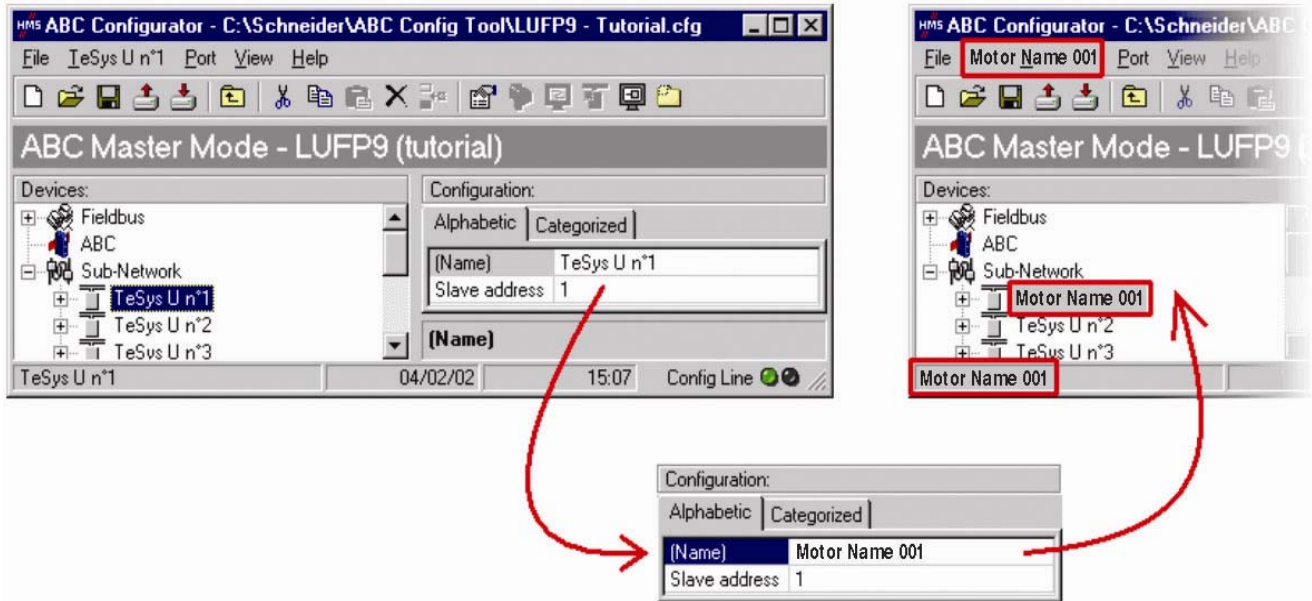 HMS ABC Configurator - C:\Schneider\ABC Config Tool\LUFP9 - Tutorial.cfg
File TeSys U n°1 Port View Help
ABC Master Mode - LUFP9 (tutorial)
Devices:
Fieldbus
ABC
Sub-Network
TeSys U n°1
TeSys U n°2
TeSys U n°3
Configuration:
Alphabetic Categorized
(Name) TeSys U n°1
Slave address 1
(Name)
TeSys U n°1 04/02/02 15:07 Config Line
HMS ABC Configurator - C:\Schneider\ABC
File Motor Name 001 Port View Help
ABC Master Mode - LUFP9
Devices:
Fieldbus
ABC
Sub-Network
Motor Name 001
TeSys U n°2
TeSys U n°3
Motor Name 001
Configuration:
Alphabetic Categorized
(Name) Motor Name 001
Slave address 1